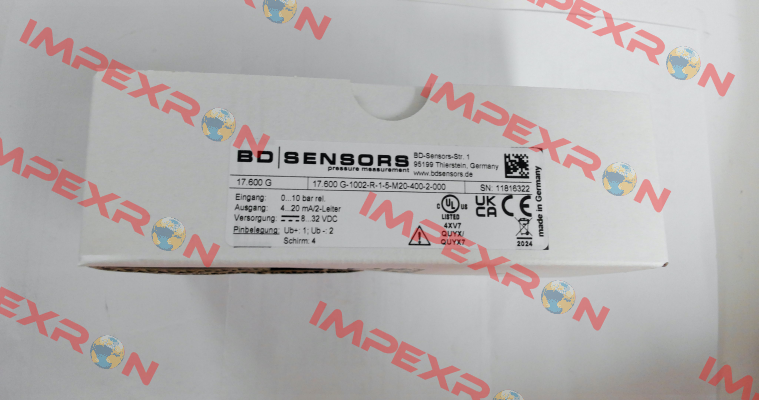 BD|SENSORS
pressure measurement
BD-Sensors-Str. 1
95199 Thierstein, Germany
www.bdsensors.de
17.600 G
17.600 G-1002-R-1-5-M20-400-2-000
SN. 11816322
Eingang: 0...10 bar rel.
Ausgang: 4...20 mA/2-Leiter
Versorgung: 8...32 VDC
Pinbelegung: Ub+: 1; Ub -: 2
Schirm: 4
C UL US
LISTED
4XV7
QUYX/
QUYX7
UK
CA
CE
2024
made in Germany
IMPEXRON
IMPEXRON
IMPEXRON
IMPEXRON
IMPEXRON
IMPEXRON